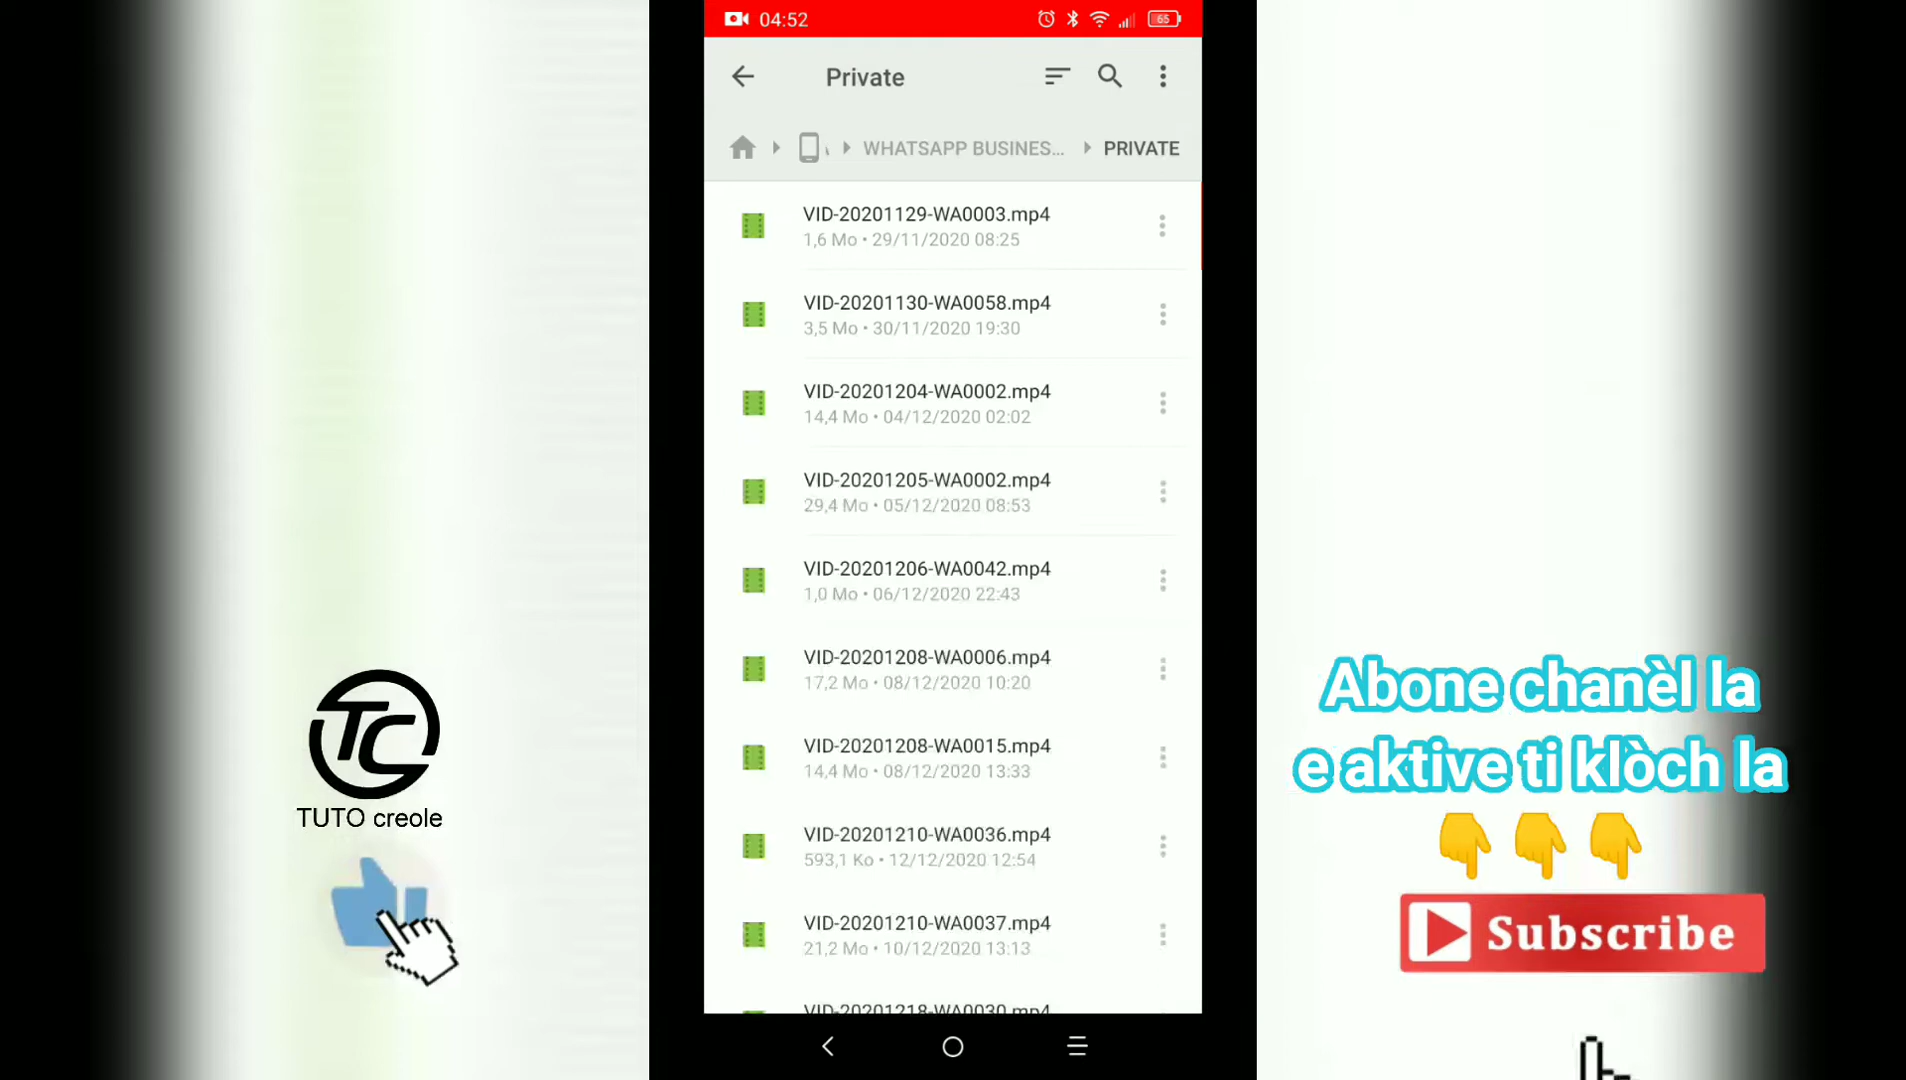 04:52
65
Private
WHATSAPP BUSINES...
PRIVATE
VID-20201129-WA0003.mp4
1,6 Mo • 29/11/2020 08:25
VID-20201130-WA0058.mp4
3,5 Mo • 30/11/2020 19:30
VID-20201204-WA0002.mp4
14,4 Mo • 04/12/2020 02:02
VID-20201205-WA0002.mp4
29,4 Mo • 05/12/2020 08:53
VID-20201206-WA0042.mp4
1,0 Mo • 06/12/2020 22:43
VID-20201208-WA0006.mp4
17,2 Mo • 08/12/2020 10:20
VID-20201208-WA0015.mp4
14,4 Mo • 08/12/2020 13:33
VID-20201210-WA0036.mp4
593,1 Ko • 12/12/2020 12:54
VID-20201210-WA0037.mp4
21,2 Mo • 10/12/2020 13:13
VID-20201218-WA0030.mp4
TC
TUTO creole
Abone chanèl la
e aktive ti klòch la
Subscribe